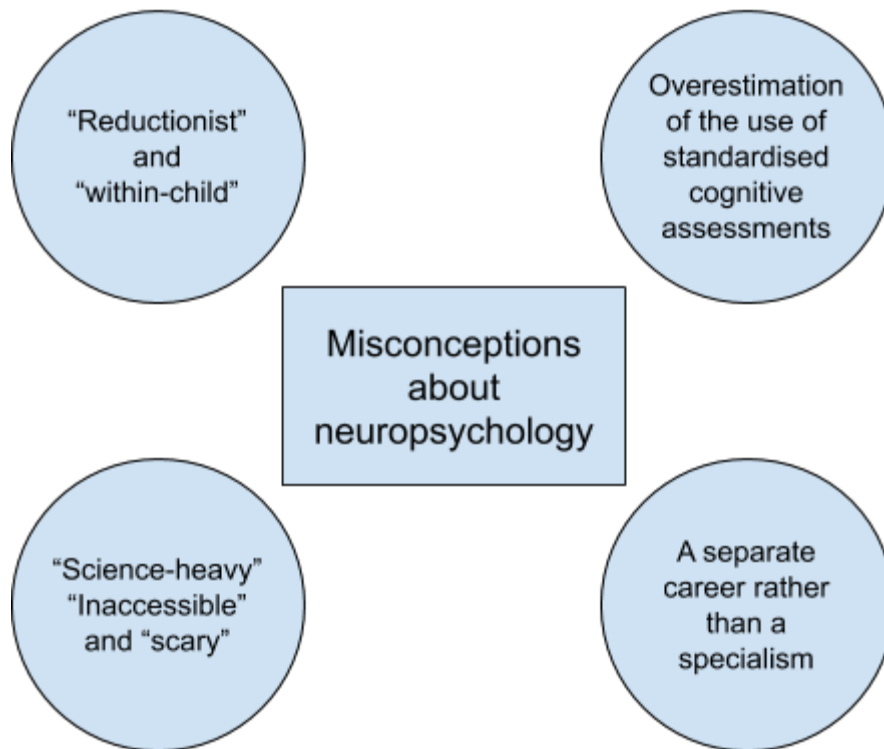 “Reductionist”
and
“within-child”
Overestimation
of the use of
standardised
cognitive
assessments
Misconceptions
about
neuropsychology
“Science-heavy”
“Inaccessible”
and “scary”
A separate
career rather
than a
specialism